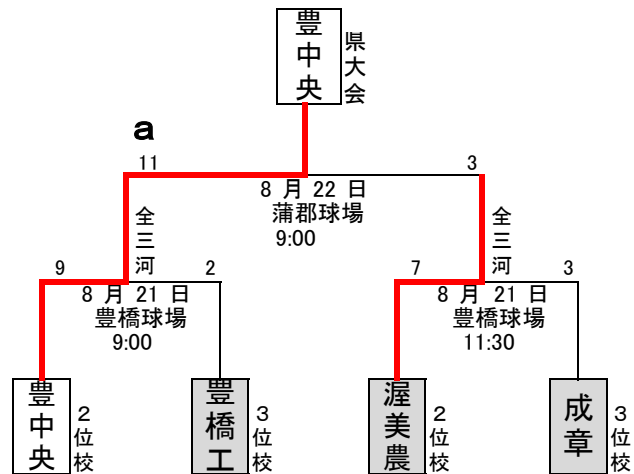 豊中央
県大会
a
11
3
8 月 22 日
蒲郡球場
9:00
全三河
全三河
9
2
7
3
8 月 21 日
豊橋球場
9:00
8 月 21 日
豊橋球場
11:30
豊中央
2位校
豊橋工
3位校
渥美農
2位校
成章
3位校